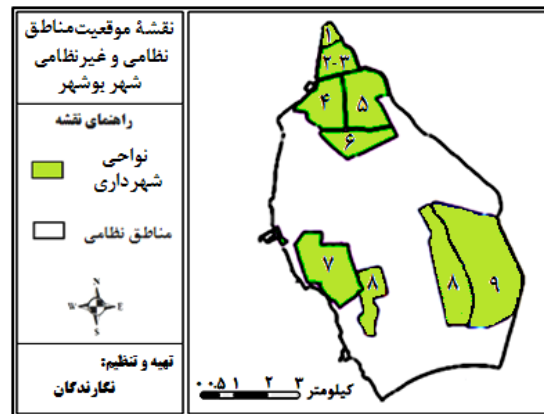 نقشۀ موقعیت مناطق
نظامی و غیرنظامی
شهر بوشهر
راهنمای نقشه
نواحی
شهرداری
مناطق نظامی
N
W E
S
تهیه و تنظیم:
نگارندگان
۱
۲-۳
۴
۵
۶
۷
۸
۸
۹
۰ ۰.۵ ۱ ۲ ۳ کیلومتر